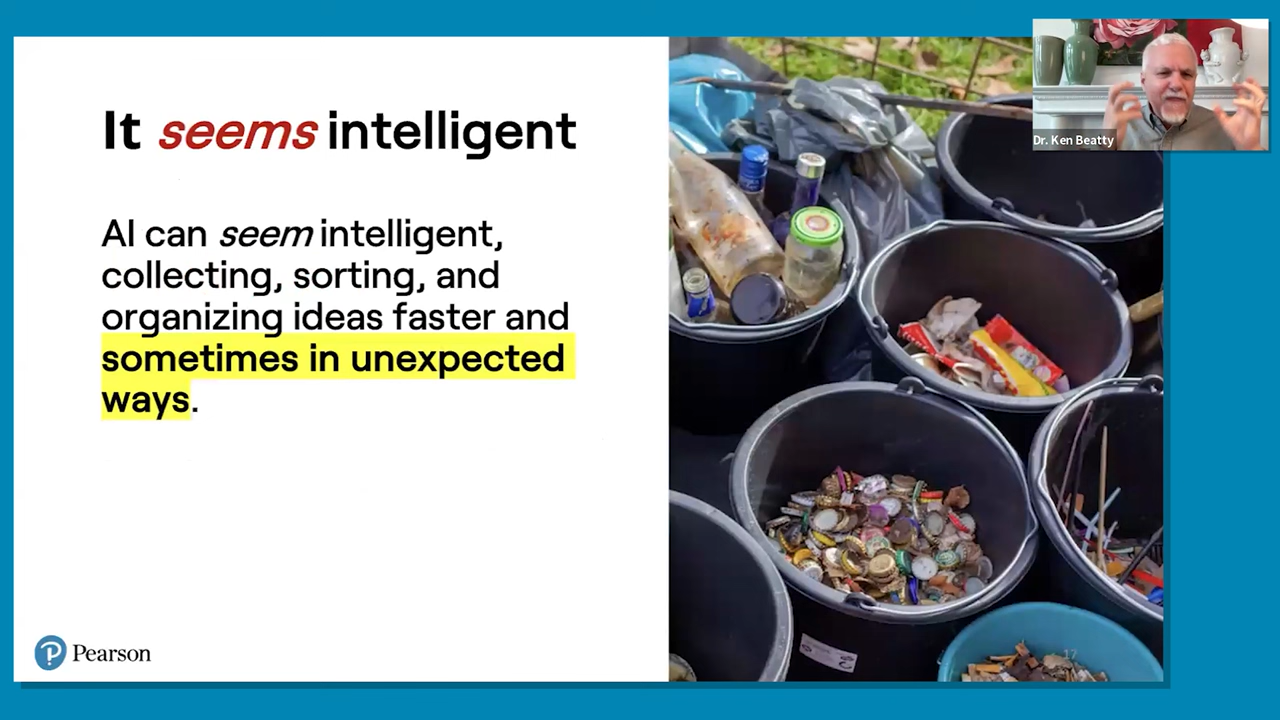 It seems intelligent
AI can seem intelligent,
collecting, sorting, and
organizing ideas faster and
sometimes in unexpected
ways.
Pearson
Dr. Ken Beatty
17